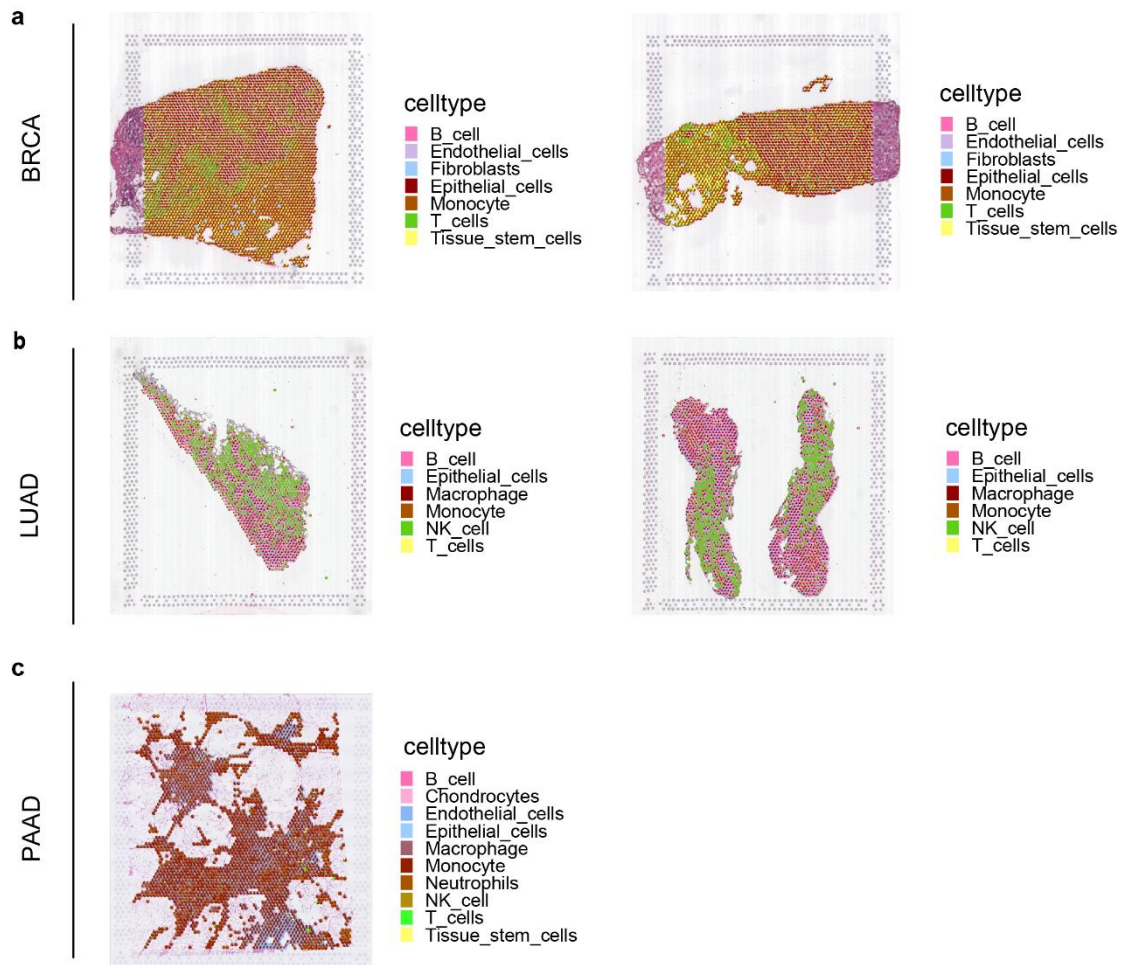 a
BRCA
celltype
B_cell
Endothelial_cells
Fibroblasts
Epithelial_cells
Monocyte
T_cells
Tissue_stem_cells
celltype
B_cell
Endothelial_cells
Fibroblasts
Epithelial_cells
Monocyte
T_cells
Tissue_stem_cells
b
LUAD
celltype
B_cell
Epithelial_cells
Macrophage
Monocyte
NK_cell
T_cells
celltype
B_cell
Epithelial_cells
Macrophage
Monocyte
NK_cell
T_cells
c
PAAD
celltype
B_cell
Chondrocytes
Endothelial_cells
Epithelial_cells
Macrophage
Monocyte
Neutrophils
NK_cell
T_cells
Tissue_stem_cells